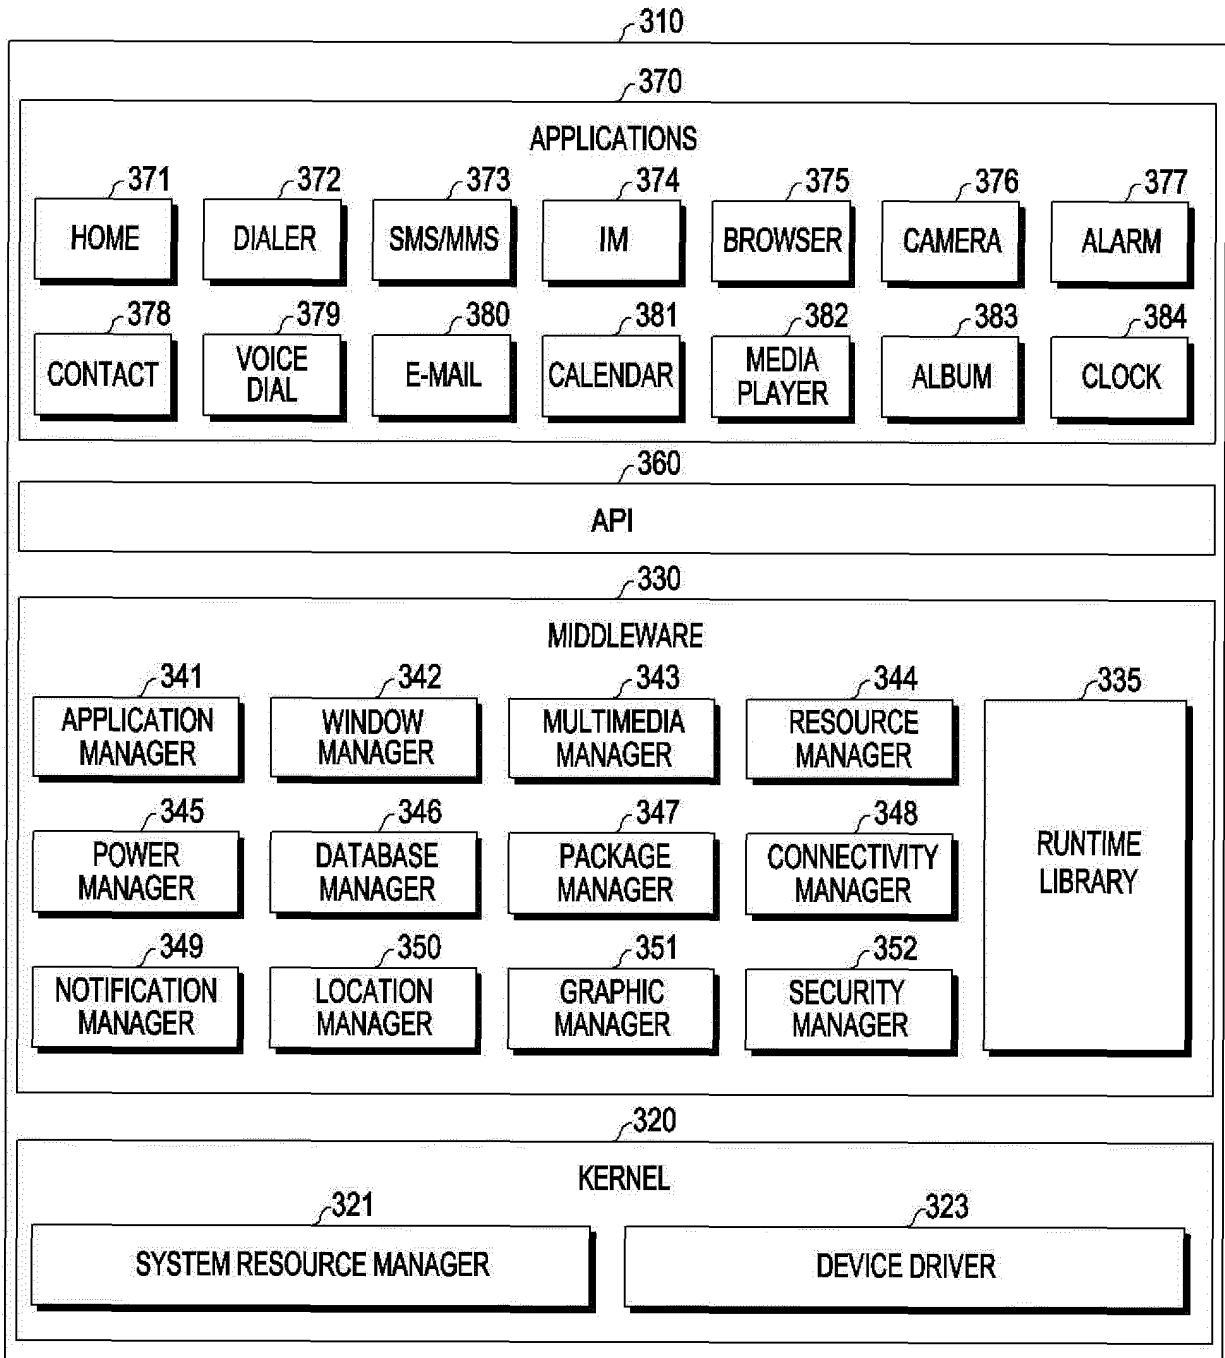 310
370
APPLICATIONS
371 372 373 374 375 376 377
HOME DIALER SMS/MMS IM BROWSER CAMERA ALARM
378 379 380 381 382 383 384
CONTACT VOICE DIAL E-MAIL CALENDAR MEDIA PLAYER ALBUM CLOCK
360
API
330
MIDDLEWARE
341 342 343 344 335
APPLICATION MANAGER WINDOW MANAGER MULTIMEDIA MANAGER RESOURCE MANAGER
345 346 347 348
POWER MANAGER DATABASE MANAGER PACKAGE MANAGER CONNECTIVITY MANAGER RUNTIME LIBRARY
349 350 351 352
NOTIFICATION MANAGER LOCATION MANAGER GRAPHIC MANAGER SECURITY MANAGER
320
KERNEL
321 323
SYSTEM RESOURCE MANAGER DEVICE DRIVER